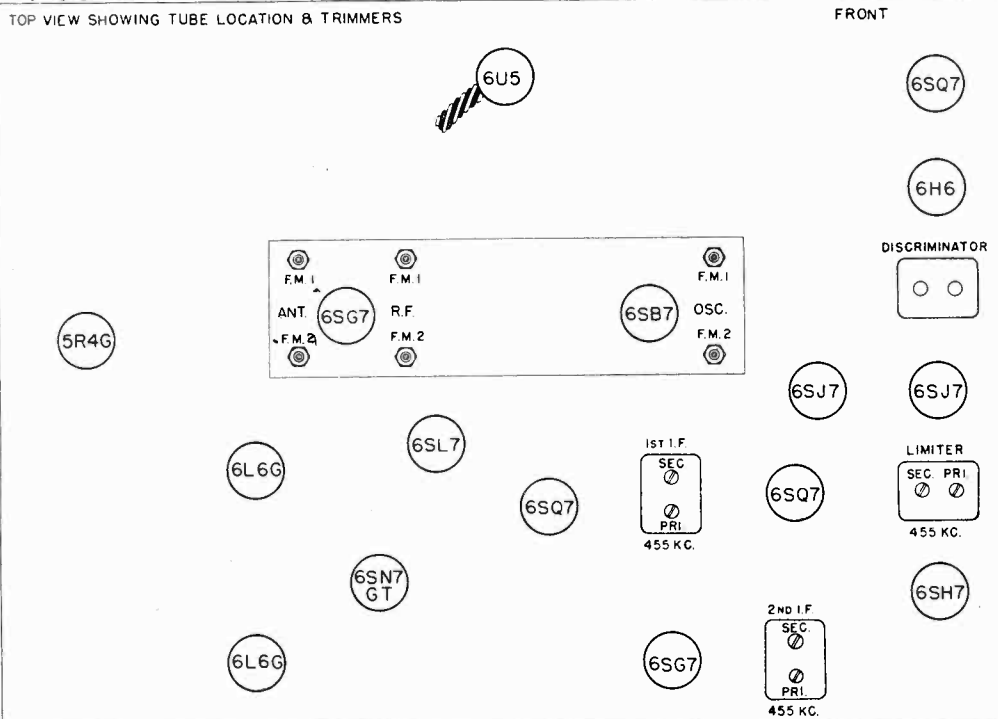 TOP VIEW SHOWING TUBE LOCATION & TRIMMERS
FRONT
6U5
6SQ7
6H6
DISCRIMINATOR
F.M.1
F.M.1
F.M.1
ANT.
6SG7
R.F.
6SB7
OSC.
F.M.2
F.M.2
F.M.2
5R4G
6SJ7
6SJ7
6SL7
6L6G
1ST I.F.
SEC
PRI
455 KC.
6SQ7
6SQ7
LIMITER
SEC. PRI.
455 KC.
6SN7
GT
6SH7
2ND I.F.
SEC.
PRI.
455 KC.
6L6G
6SG7